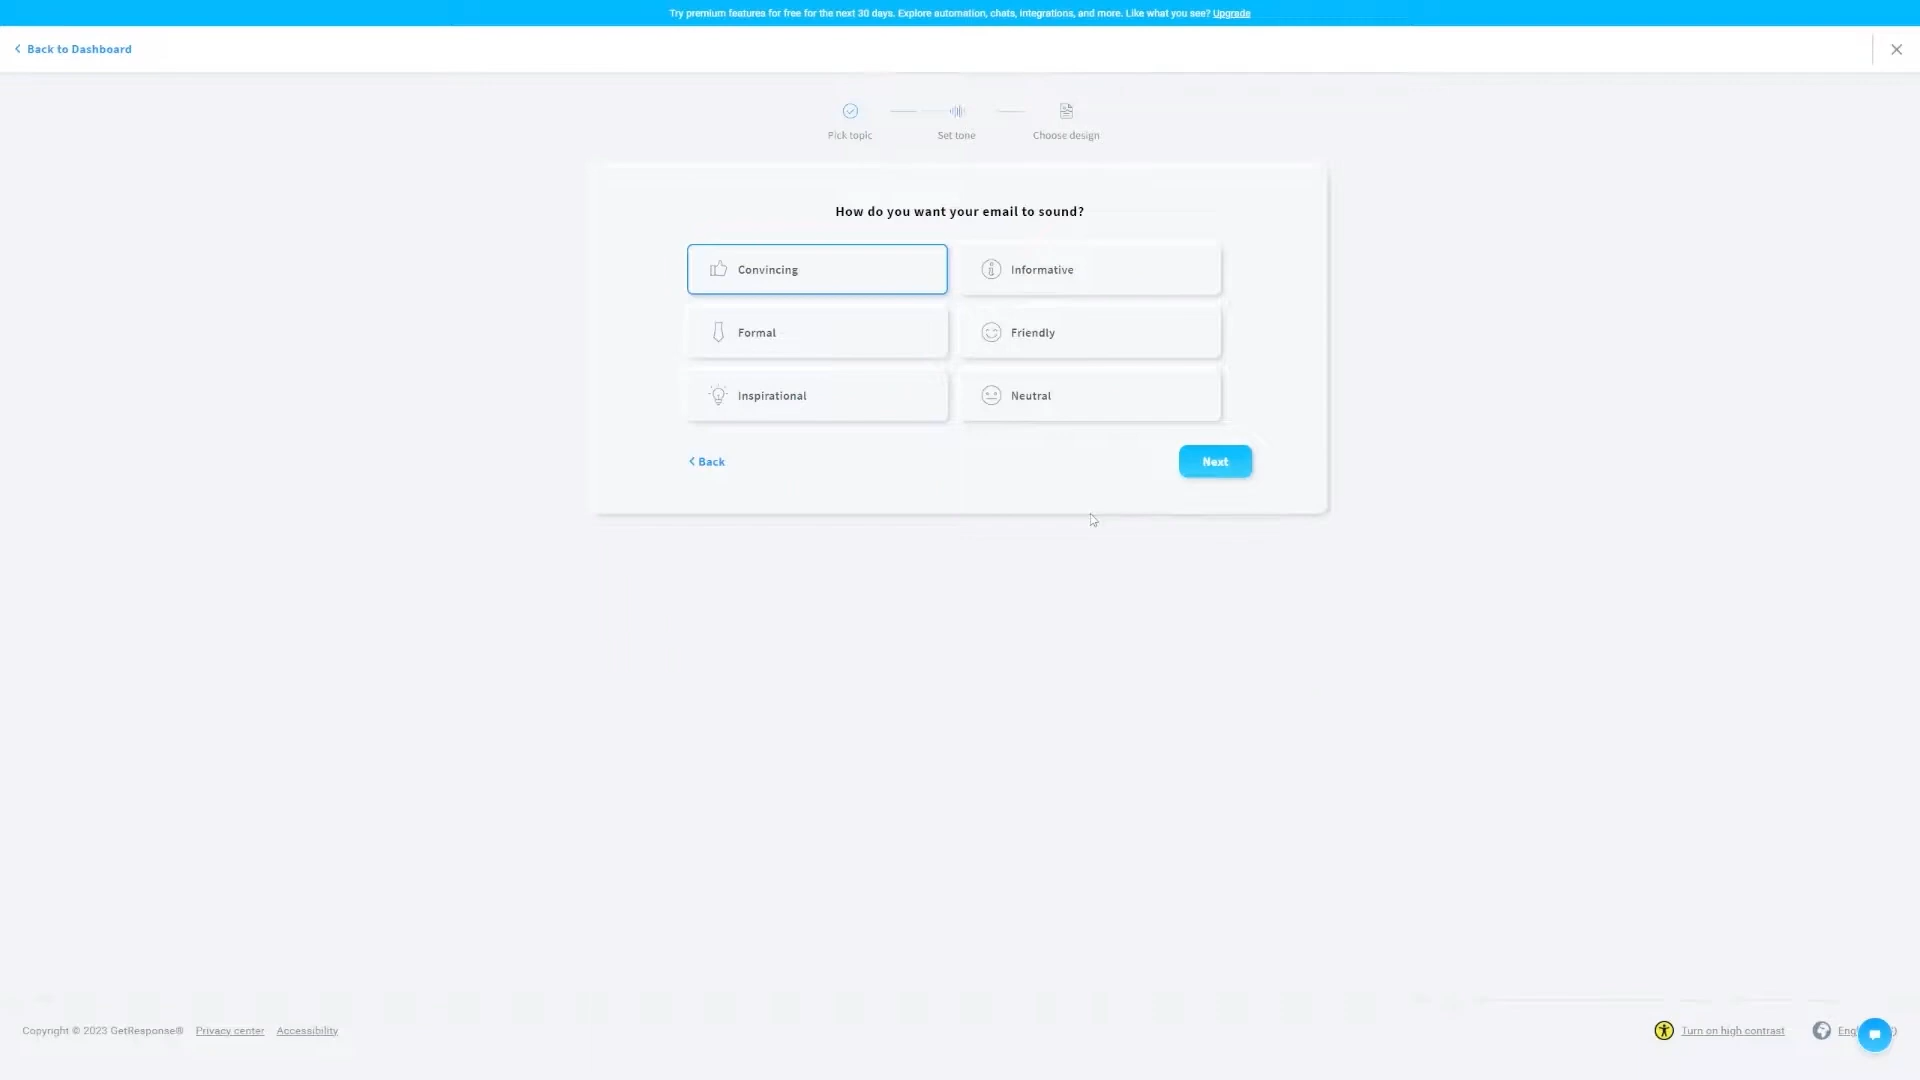 Try premium features for free for the next 30 days. Explore automation, chats, integrations, and more. Like what you see? Upgrade
Back to Dashboard
Pick topic
Set tone
Choose design
How do you want your email to sound?
Convincing
Informative
Formal
Friendly
Inspirational
Neutral
Back
Next
Copyright © 2023 GetResponse® Privacy center Accessibility
Turn on high contrast